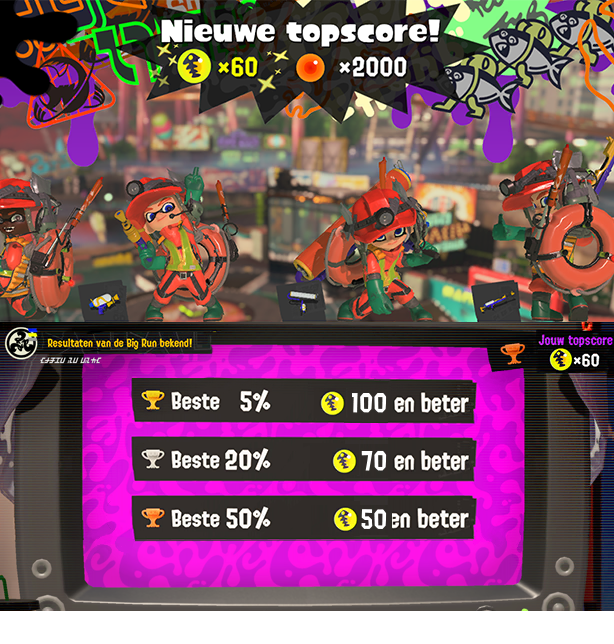 Nieuwe topscore!
×60 ×2000
Resultaten van de Big Run bekend!
Jouw topscore
×60
Beste 5% 100 en beter
Beste 20% 70 en beter
Beste 50% 50 en beter